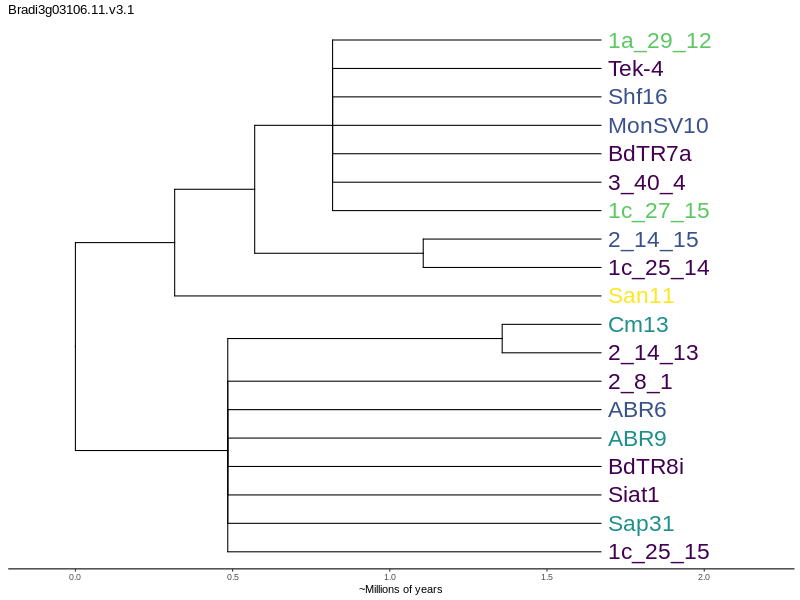 Bradi3g03106.11.v3.1
1a_29_12
Tek-4
Shf16
MonSV10
BdTR7a
3_40_4
1c_27_15
2_14_15
1c_25_14
San11
Cm13
2_14_13
2_8_1
ABR6
ABR9
BdTR8i
Siat1
Sap31
1c_25_15
0.0 0.5 1.0 1.5 2.0
~Millions of years